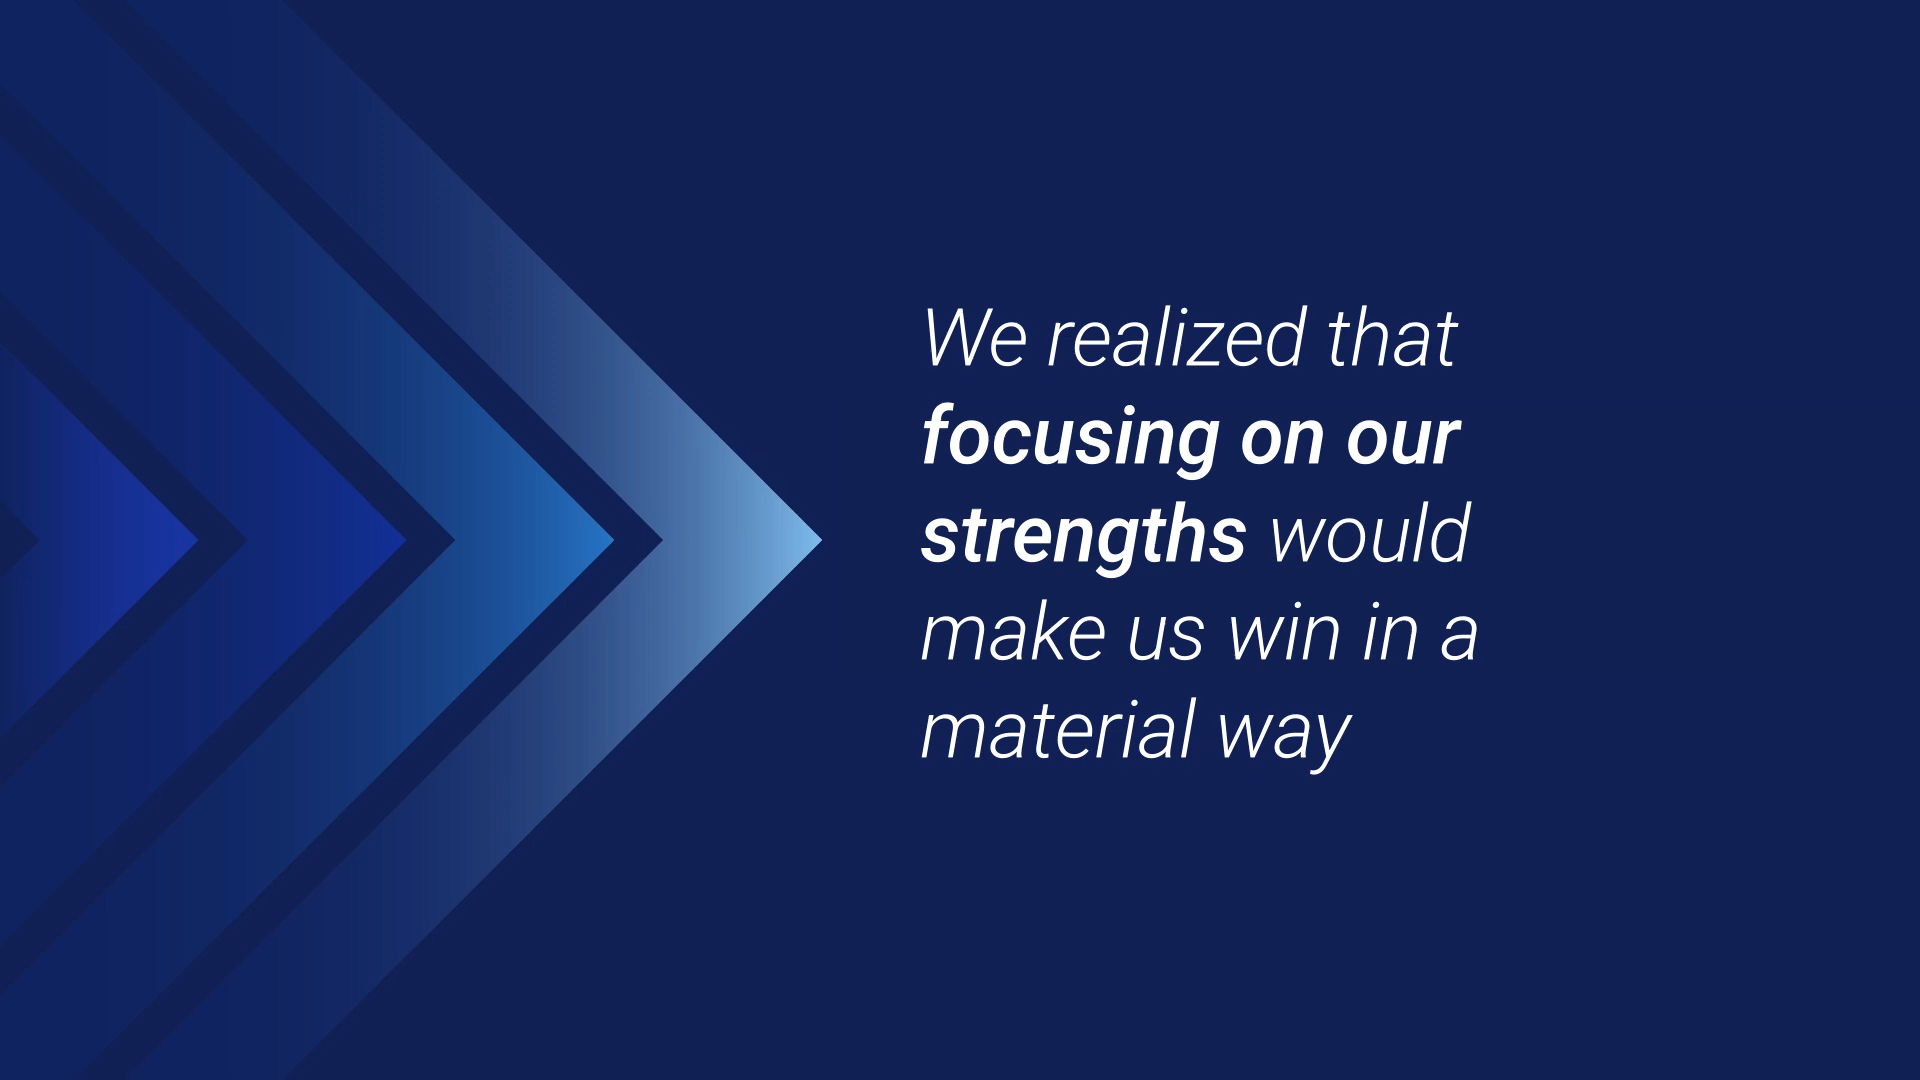 We realized that
focusing on our
strengths would
make us win in a
material way